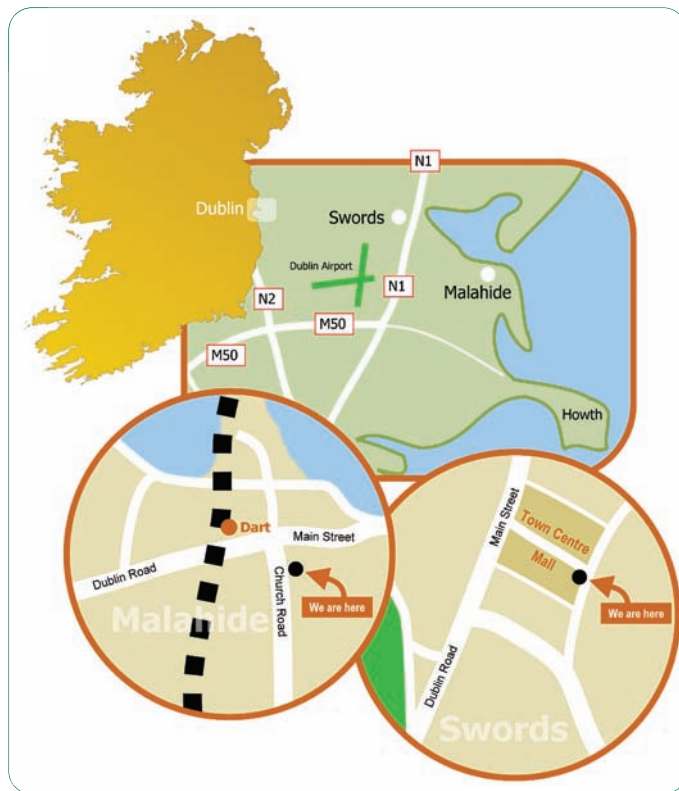 N1
Dublin
Swords
Dublin Airport
Malahide
N1
N2
M50
M50
Howth
Dart
Main Street
Dublin Road
Church Road
We are here
Malahide
Main Street
Town Centre
Mall
We are here
Dublin Road
Swords